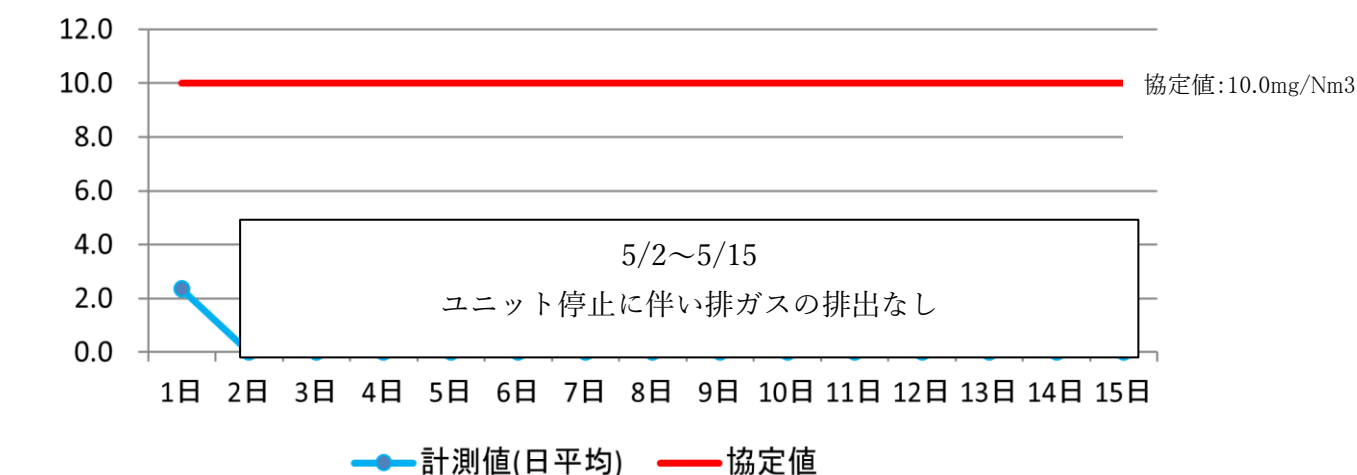 12.0
10.0
協定値:10.0mg/Nm3
8.0
6.0
4.0
2.0
0.0
5/2～5/15
ユニット停止に伴い排ガスの排出なし
1日 2日 3日 4日 5日 6日 7日 8日 9日 10日 11日 12日 13日 14日 15日
計測値(日平均) 協定値